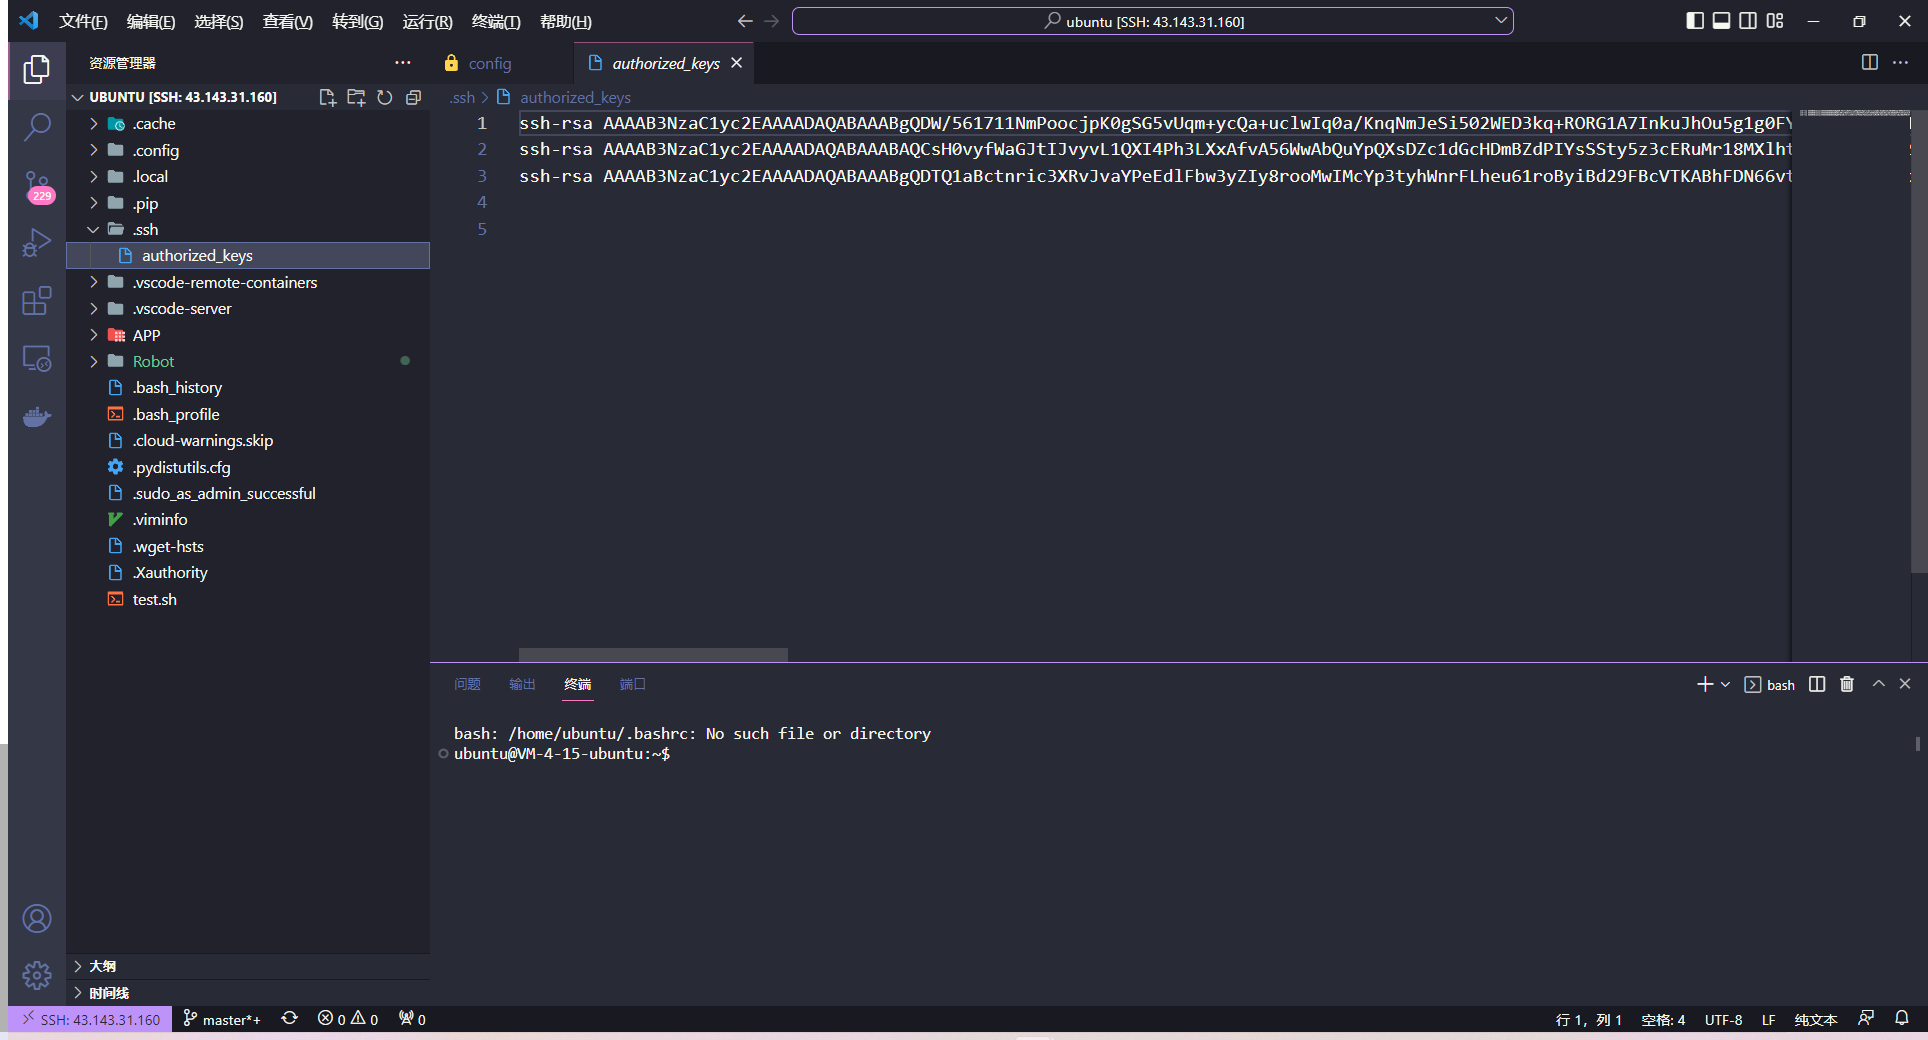 文件(F) 编辑(E) 选择(S) 查看(V) 转到(G) 运行(R) 终端(T) 帮助(H)
ubuntu [SSH: 43.143.31.160]
资源管理器
UBUNTU [SSH: 43.143.31.160]
.cache
.config
.local
.pip
.ssh
authorized_keys
.vscode-remote-containers
.vscode-server
APP
Robot
.bash_history
.bash_profile
.cloud-warnings.skip
.pydistutils.cfg
.sudo_as_admin_successful
.viminfo
.wget-hsts
.Xauthority
test.sh
大纲
时间线
229
config authorized_keys
.ssh authorized_keys
1 ssh-rsa AAAAB3NzaC1yc2EAAAADAQABAAABgQDW/561711NmPoocjpK0gSG5vUqm+ycQa+uclwIq0a/KnqNmJeSi502WED3kq+RORG1A7InkuJhOu5g1g0FY
2 ssh-rsa AAAAB3NzaC1yc2EAAAADAQABAAABAQCsH0vyfWaGJtIJvyvL1QXI4Ph3LXxAfvA56WwAbQuYpQXsDZc1dGcHDmBZdPIYsSSty5z3cERuMr18MXlht
3 ssh-rsa AAAAB3NzaC1yc2EAAAADAQABAAABgQDTQ1aBctnric3XRvJvaYPeEdlFbw3yZIy8rooMwIMcYp3tyhWnrFLheu61roByiBd29FBcVTKABhFDN66vt
4
5
问题 输出 终端 端口
bash
bash: /home/ubuntu/.bashrc: No such file or directory
ubuntu@VM-4-15-ubuntu:~$
SSH: 43.143.31.160 master*+ 0 0 0
行 1，列 1 空格: 4 UTF-8 LF 纯文本